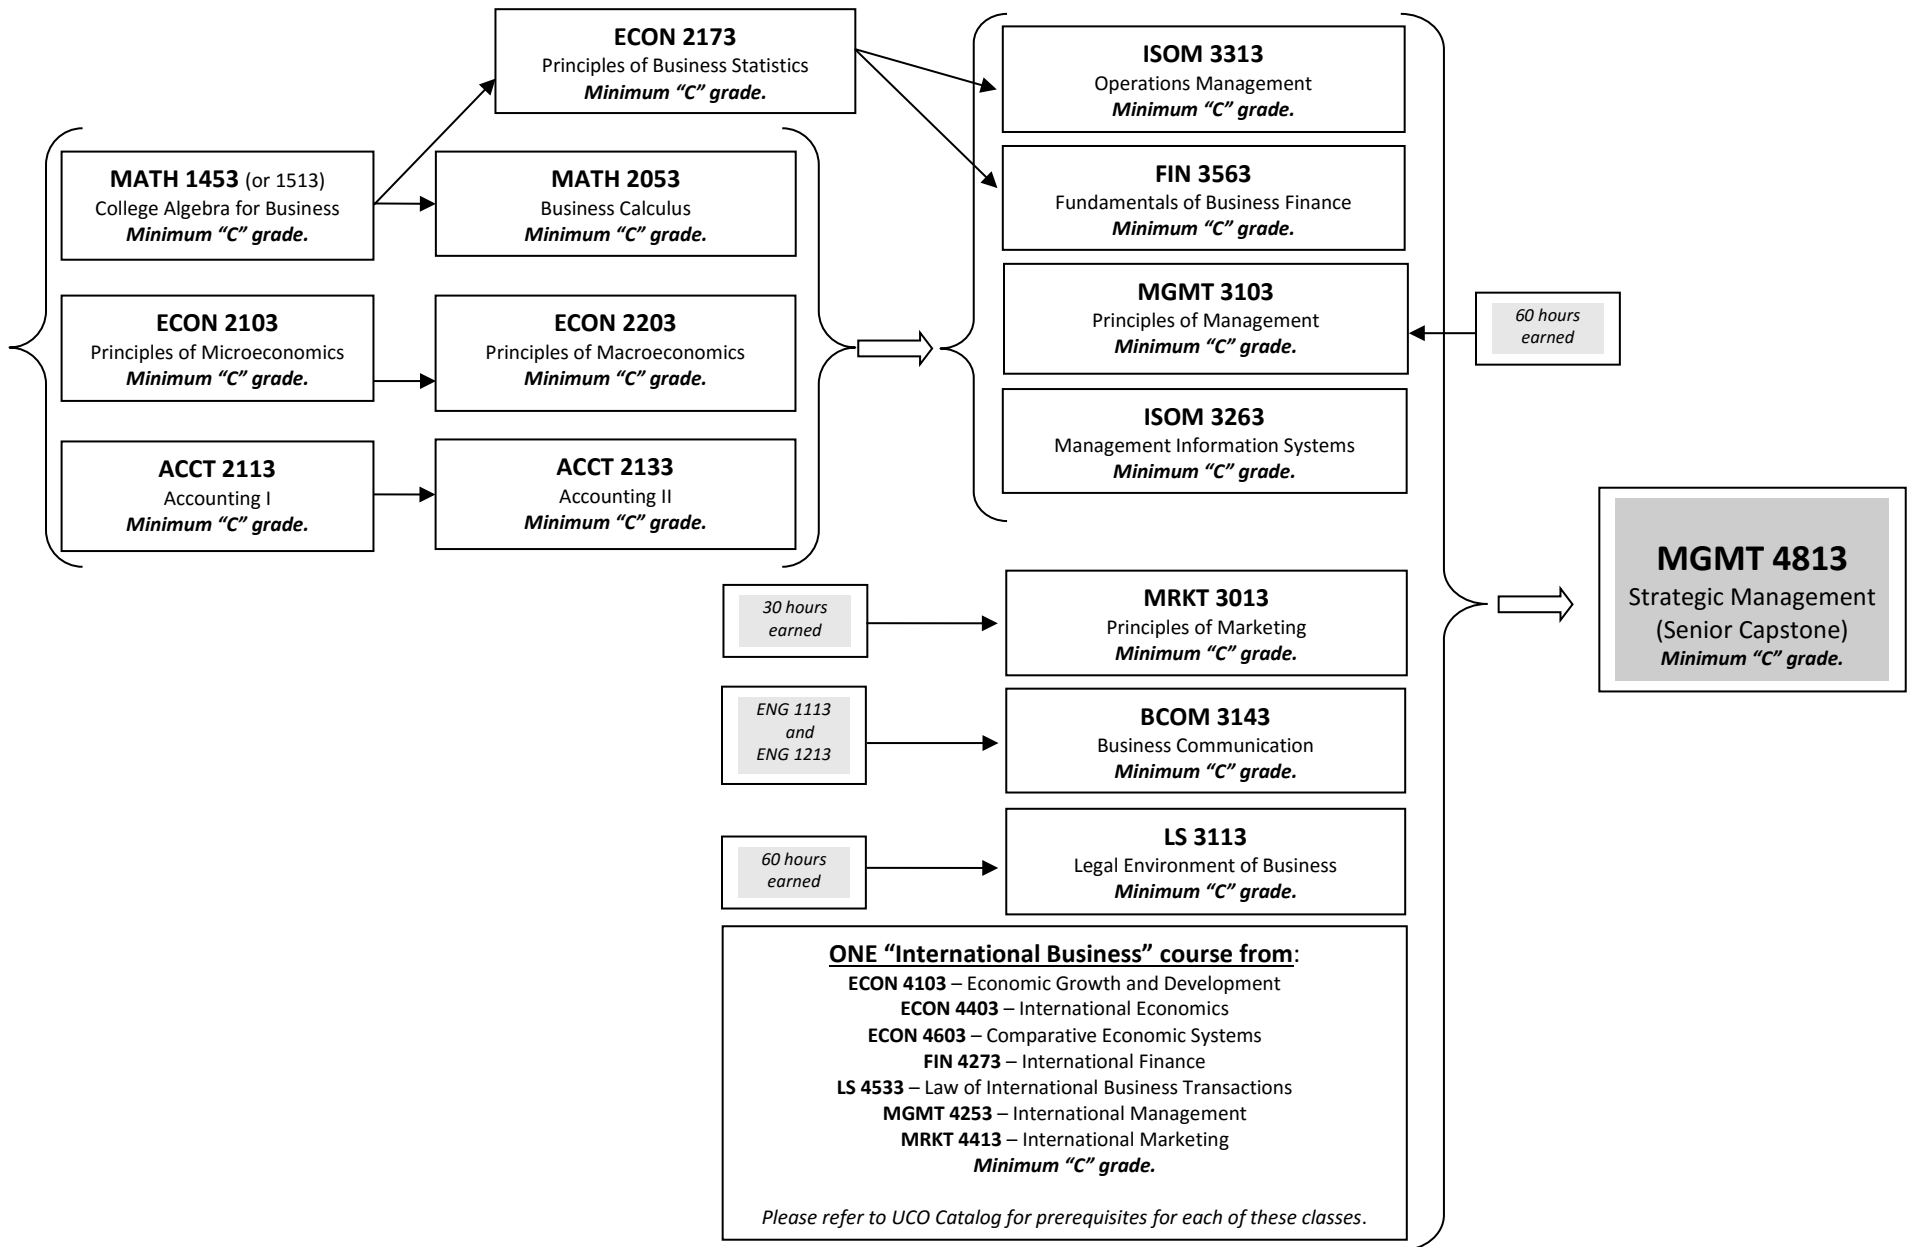 ECON 2173
Principles of Business Statistics
Minimum “C” grade.
MATH 1453 (or 1513)
College Algebra for Business
Minimum “C” grade.
MATH 2053
Business Calculus
Minimum “C” grade.
ECON 2103
Principles of Microeconomics
Minimum “C” grade.
ECON 2203
Principles of Macroeconomics
Minimum “C” grade.
ACCT 2113
Accounting I
Minimum “C” grade.
ACCT 2133
Accounting II
Minimum “C” grade.
ISOM 3313
Operations Management
Minimum “C” grade.
FIN 3563
Fundamentals of Business Finance
Minimum “C” grade.
MGMT 3103
Principles of Management
Minimum “C” grade.
60 hours
earned
ISOM 3263
Management Information Systems
Minimum “C” grade.
30 hours
earned
MRKT 3013
Principles of Marketing
Minimum “C” grade.
ENG 1113
and
ENG 1213
BCOM 3143
Business Communication
Minimum “C” grade.
60 hours
earned
LS 3113
Legal Environment of Business
Minimum “C” grade.
ONE “International Business” course from:
ECON 4103 – Economic Growth and Development
ECON 4403 – International Economics
ECON 4603 – Comparative Economic Systems
FIN 4273 – International Finance
LS 4533 – Law of International Business Transactions
MGMT 4253 – International Management
MRKT 4413 – International Marketing
Minimum “C” grade.
Please refer to UCO Catalog for prerequisites for each of these classes.
MGMT 4813
Strategic Management
(Senior Capstone)
Minimum “C” grade.